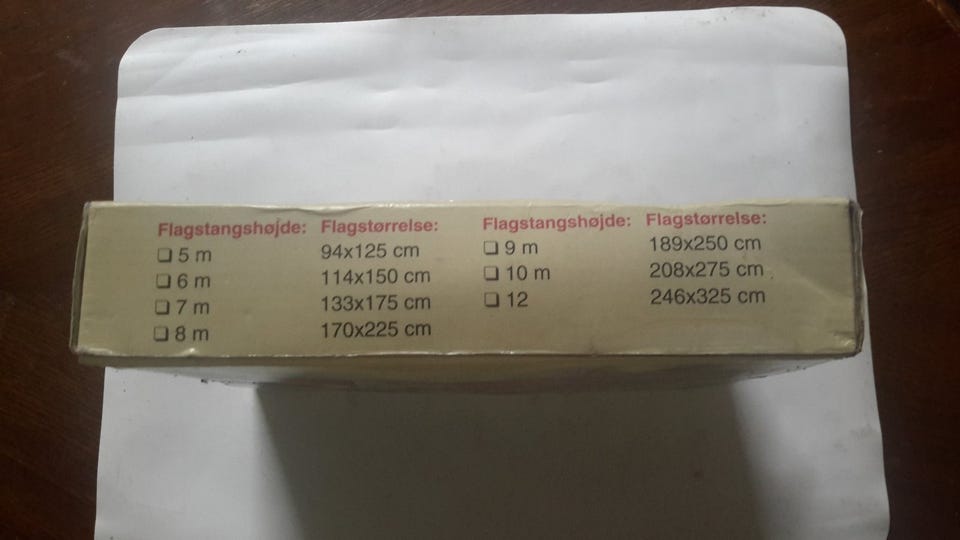 Flagstangshøjde: Flagstørrelse:
❏ 5 m 94x125 cm
❏ 6 m 114x150 cm
❏ 7 m 133x175 cm
❏ 8 m 170x225 cm
Flagstangshøjde: Flagstørrelse:
❏ 9 m 189x250 cm
❏ 10 m 208x275 cm
❏ 12 246x325 cm